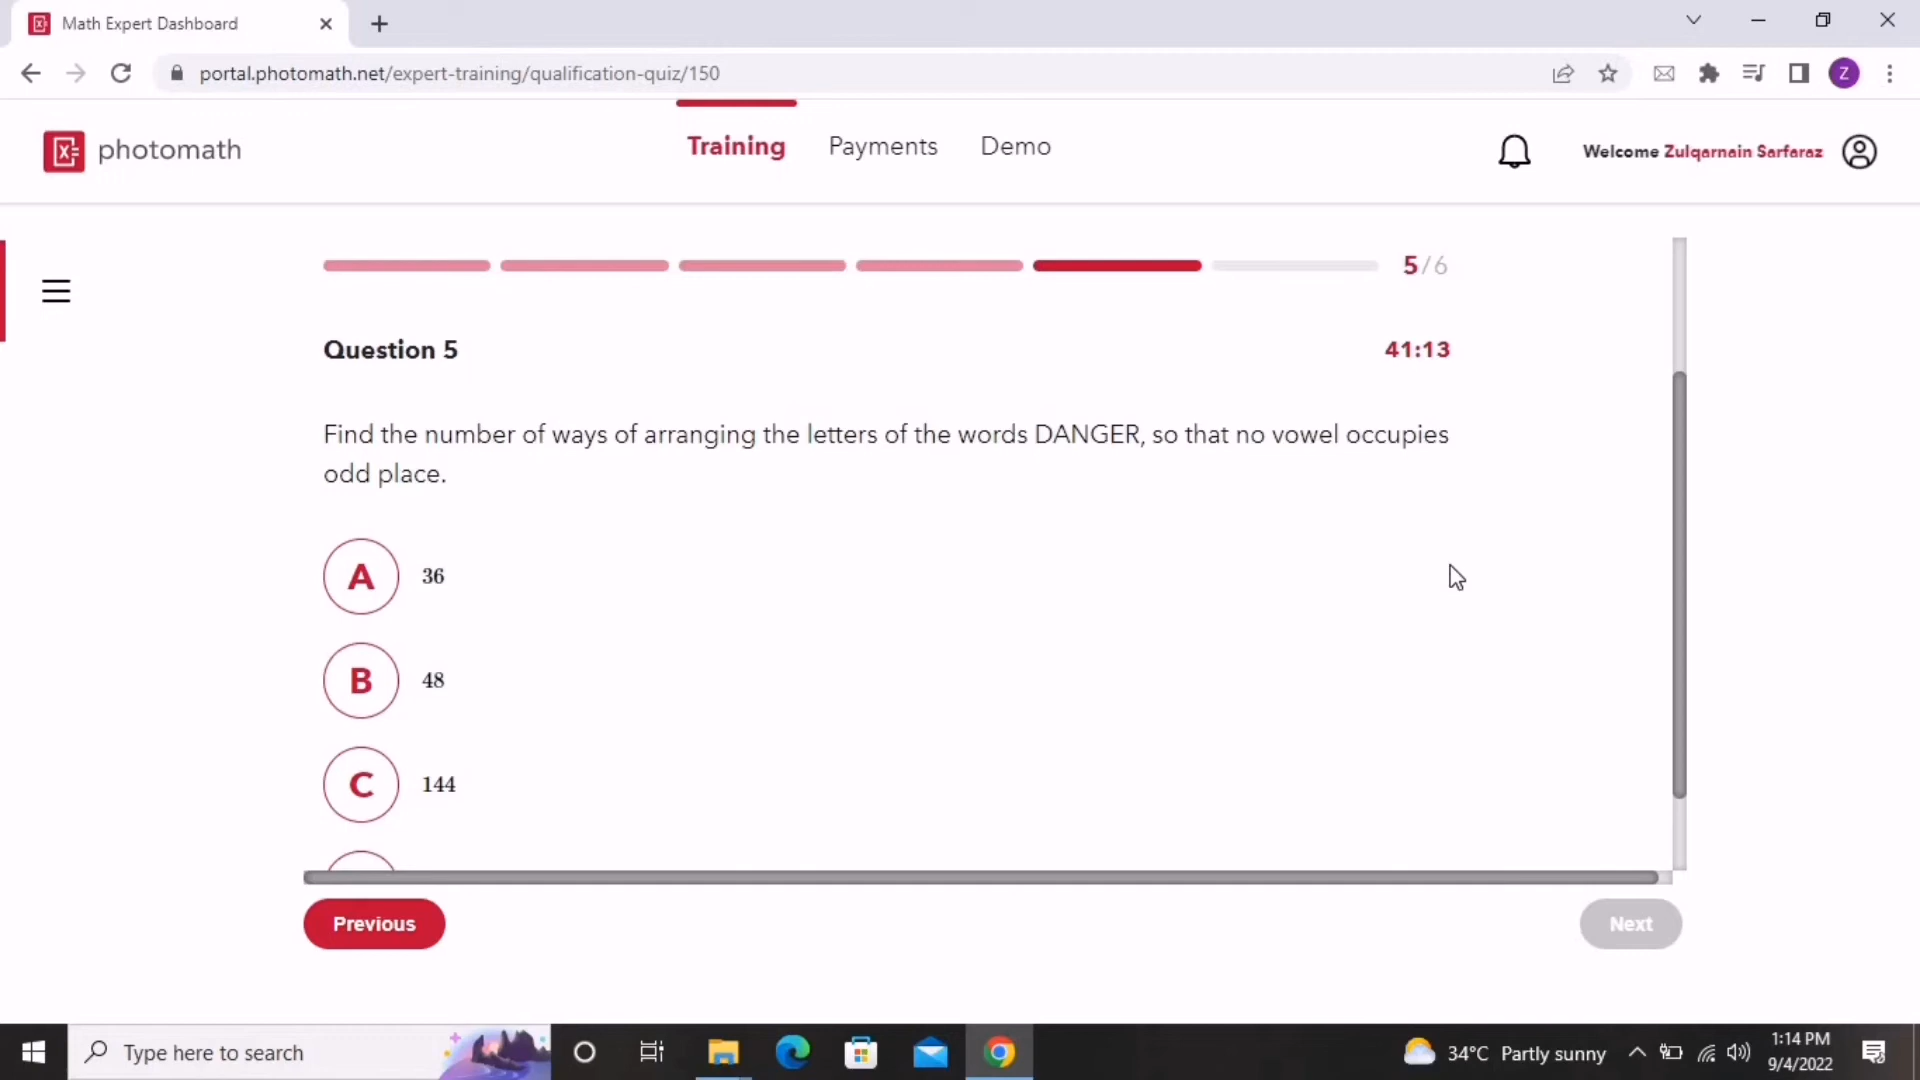 Math Expert Dashboard
portal.photomath.net/expert-training/qualification-quiz/150
Z
photomath
Training
Payments
Demo
Welcome Zulqarnain Sarfaraz
5/6
Question 5
41:13
Find the number of ways of arranging the letters of the words DANGER, so that no vowel occupies
odd place.
A 36
B 48
C 144
Previous
Next
Type here to search
34°C Partly sunny
1:14 PM
9/4/2022